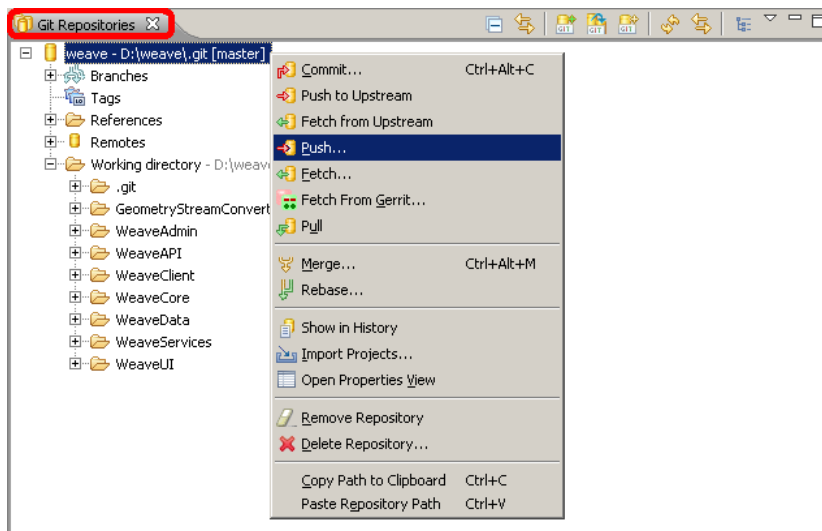 Git Repositories
weave - D:\weave\.git [master]
Branches
Tags
References
Remotes
Working directory - D:\weav
.git
GeometryStreamConvert
WeaveAdmin
WeaveAPI
WeaveClient
WeaveCore
WeaveData
WeaveServices
WeaveUI
Commit... Ctrl+Alt+C
Push to Upstream
Fetch from Upstream
Push...
Fetch...
Fetch From Gerrit...
Pull
Merge... Ctrl+Alt+M
Rebase...
Show in History
Import Projects...
Open Properties View
Remove Repository
Delete Repository...
Copy Path to Clipboard Ctrl+C
Paste Repository Path Ctrl+V